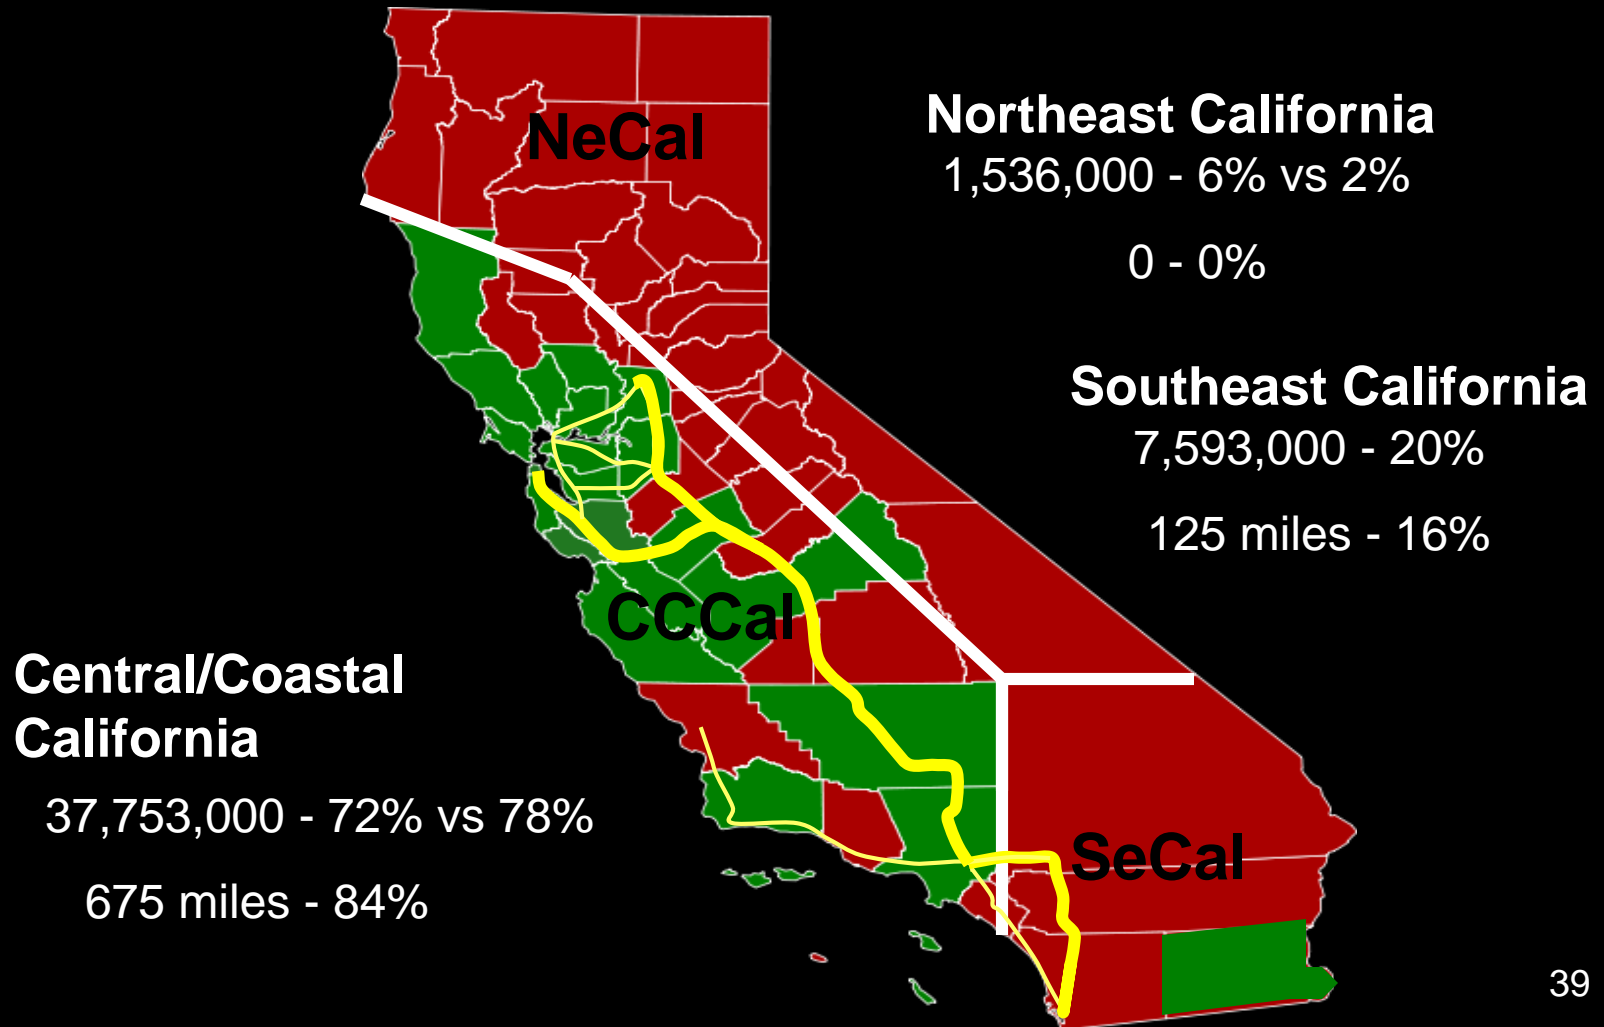 NeCal
Northeast California
1,536,000 - 6% vs 2%
0 - 0%
Southeast California
7,593,000 - 20%
125 miles - 16%
CCCal
Central/Coastal
California
37,753,000 - 72% vs 78%
675 miles - 84%
SeCal
39